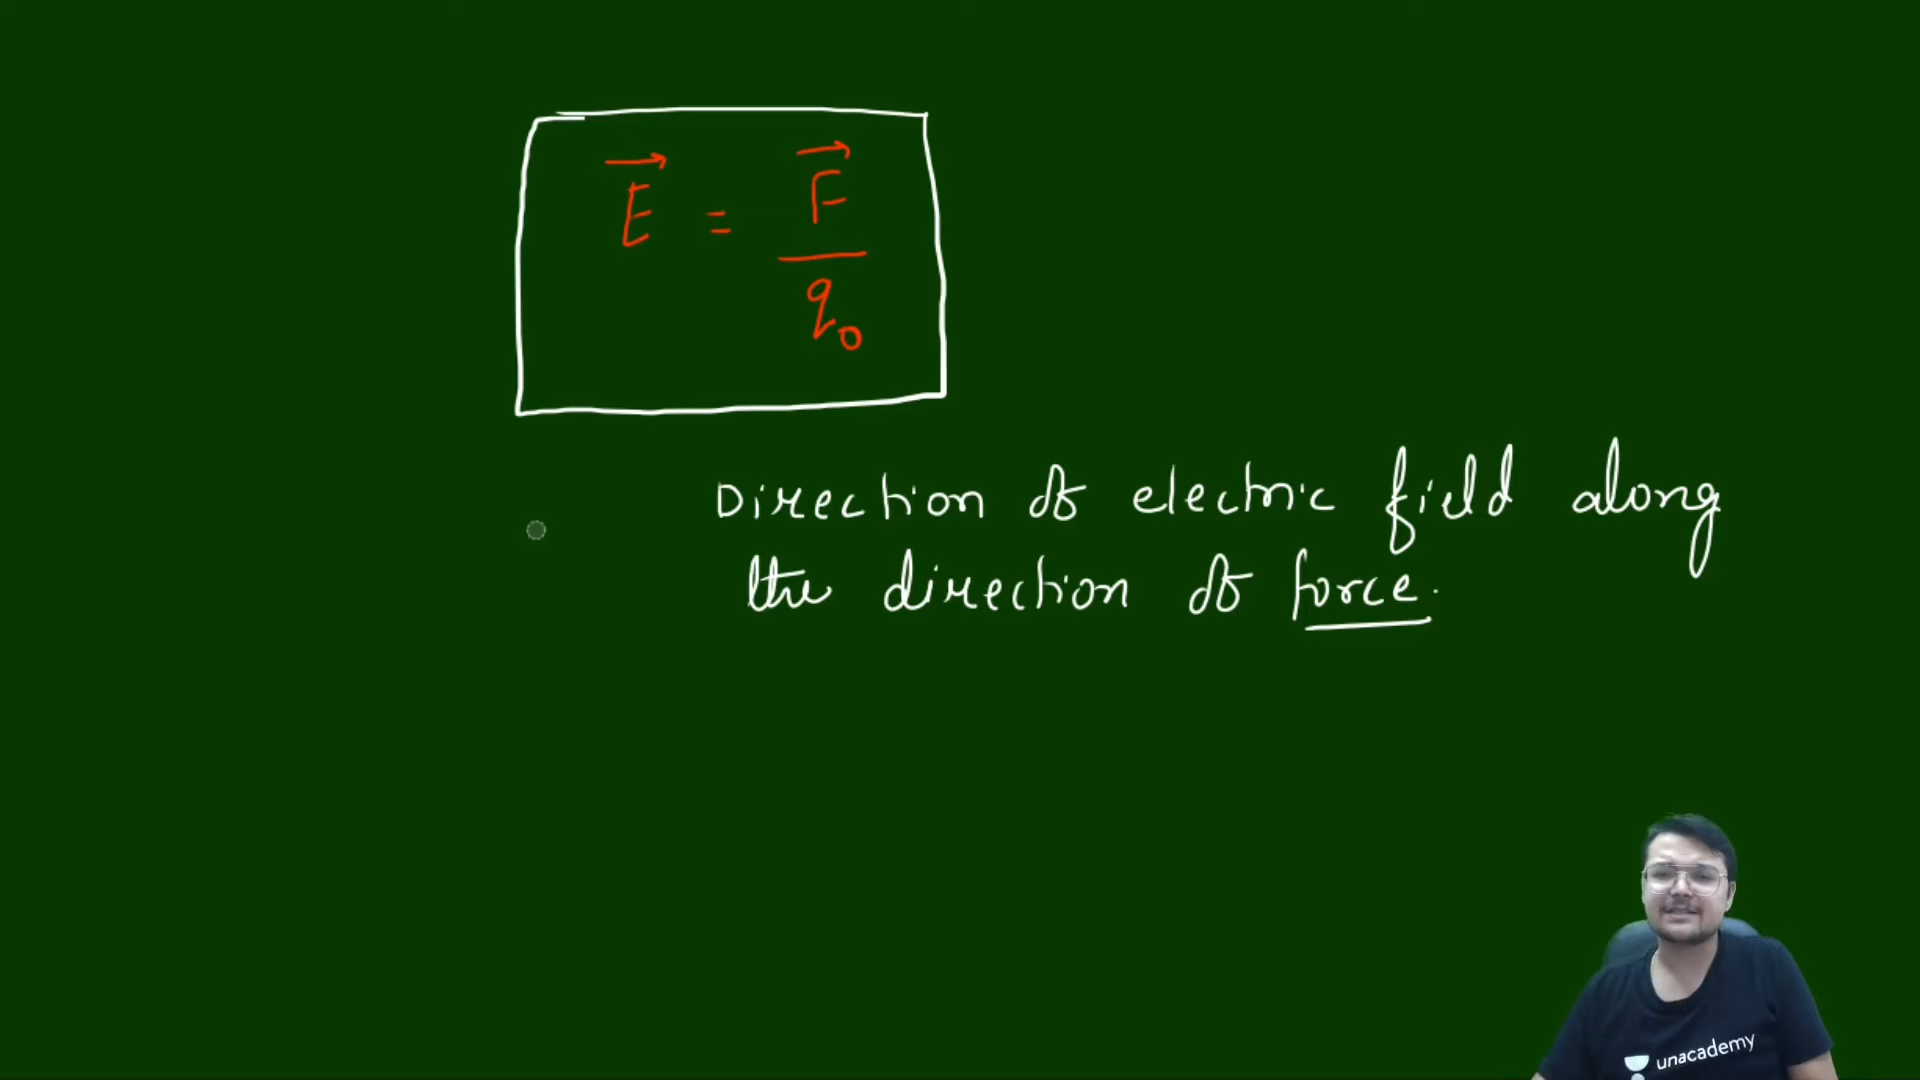 E = F
q0
Direction of electric field along
the direction of force.
unacademy